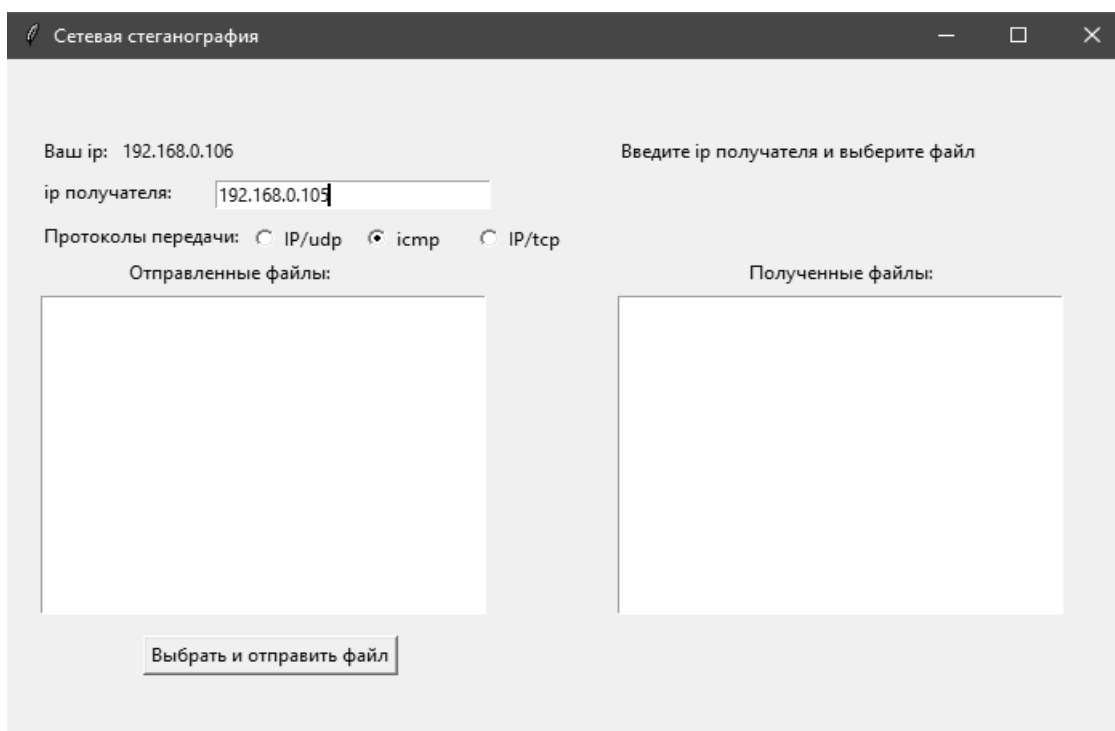 Сетевая стеганография
Ваш ip: 192.168.0.106
Введите ip получателя и выберите файл
ip получателя: 192.168.0.105
Протоколы передачи: IP/udp icmp IP/tcp
Отправленные файлы:
Полученные файлы:
Выбрать и отправить файл